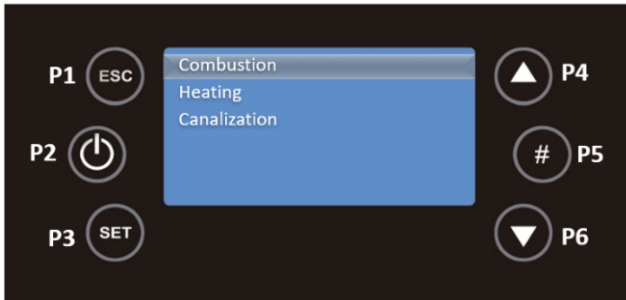 P1 ESC
P2
P3 SET
Combustion
Heating
Canalization
P4
# P5
P6